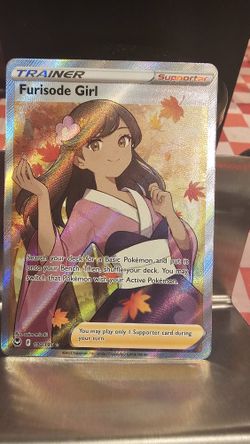 TRAINER
Supporter
Furisode Girl
Search your deck for a Basic Pokémon and put it
onto your Bench. Then, shuffle your deck. You may
switch that Pokémon with your Active Pokémon.
You may play only 1 Supporter card during
your turn.